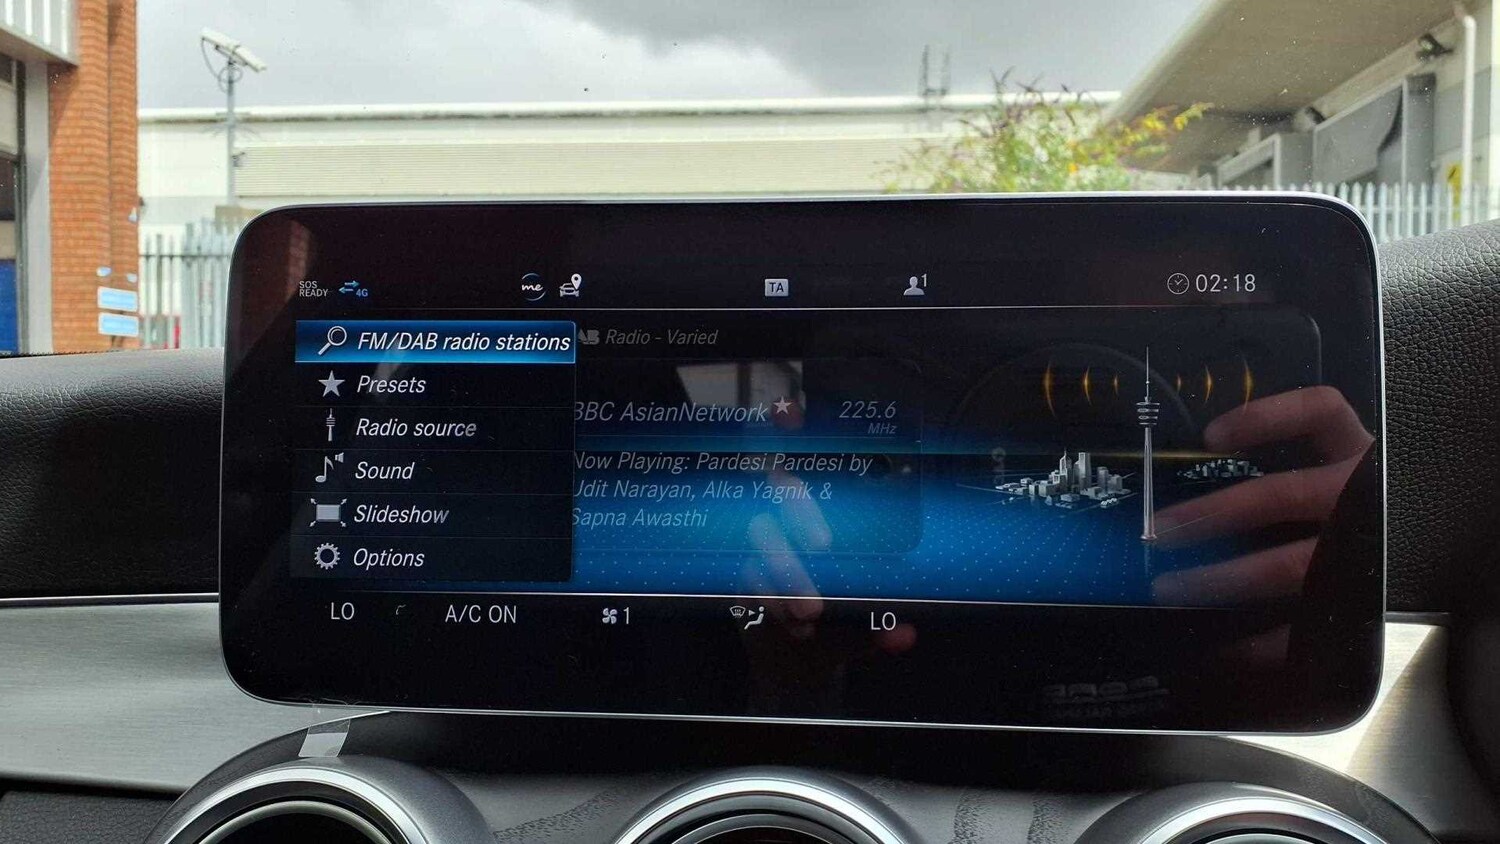 SOS
READY
4G
me
TA
1
02:18
FM/DAB radio stations
Radio - Varied
Presets
BBC AsianNetwork
225.6
MHz
Radio source
Now Playing: Pardesi Pardesi by
Udit Narayan, Alka Yagnik &
Sapna Awasthi
Sound
Slideshow
Options
LO
A/C ON
1
LO